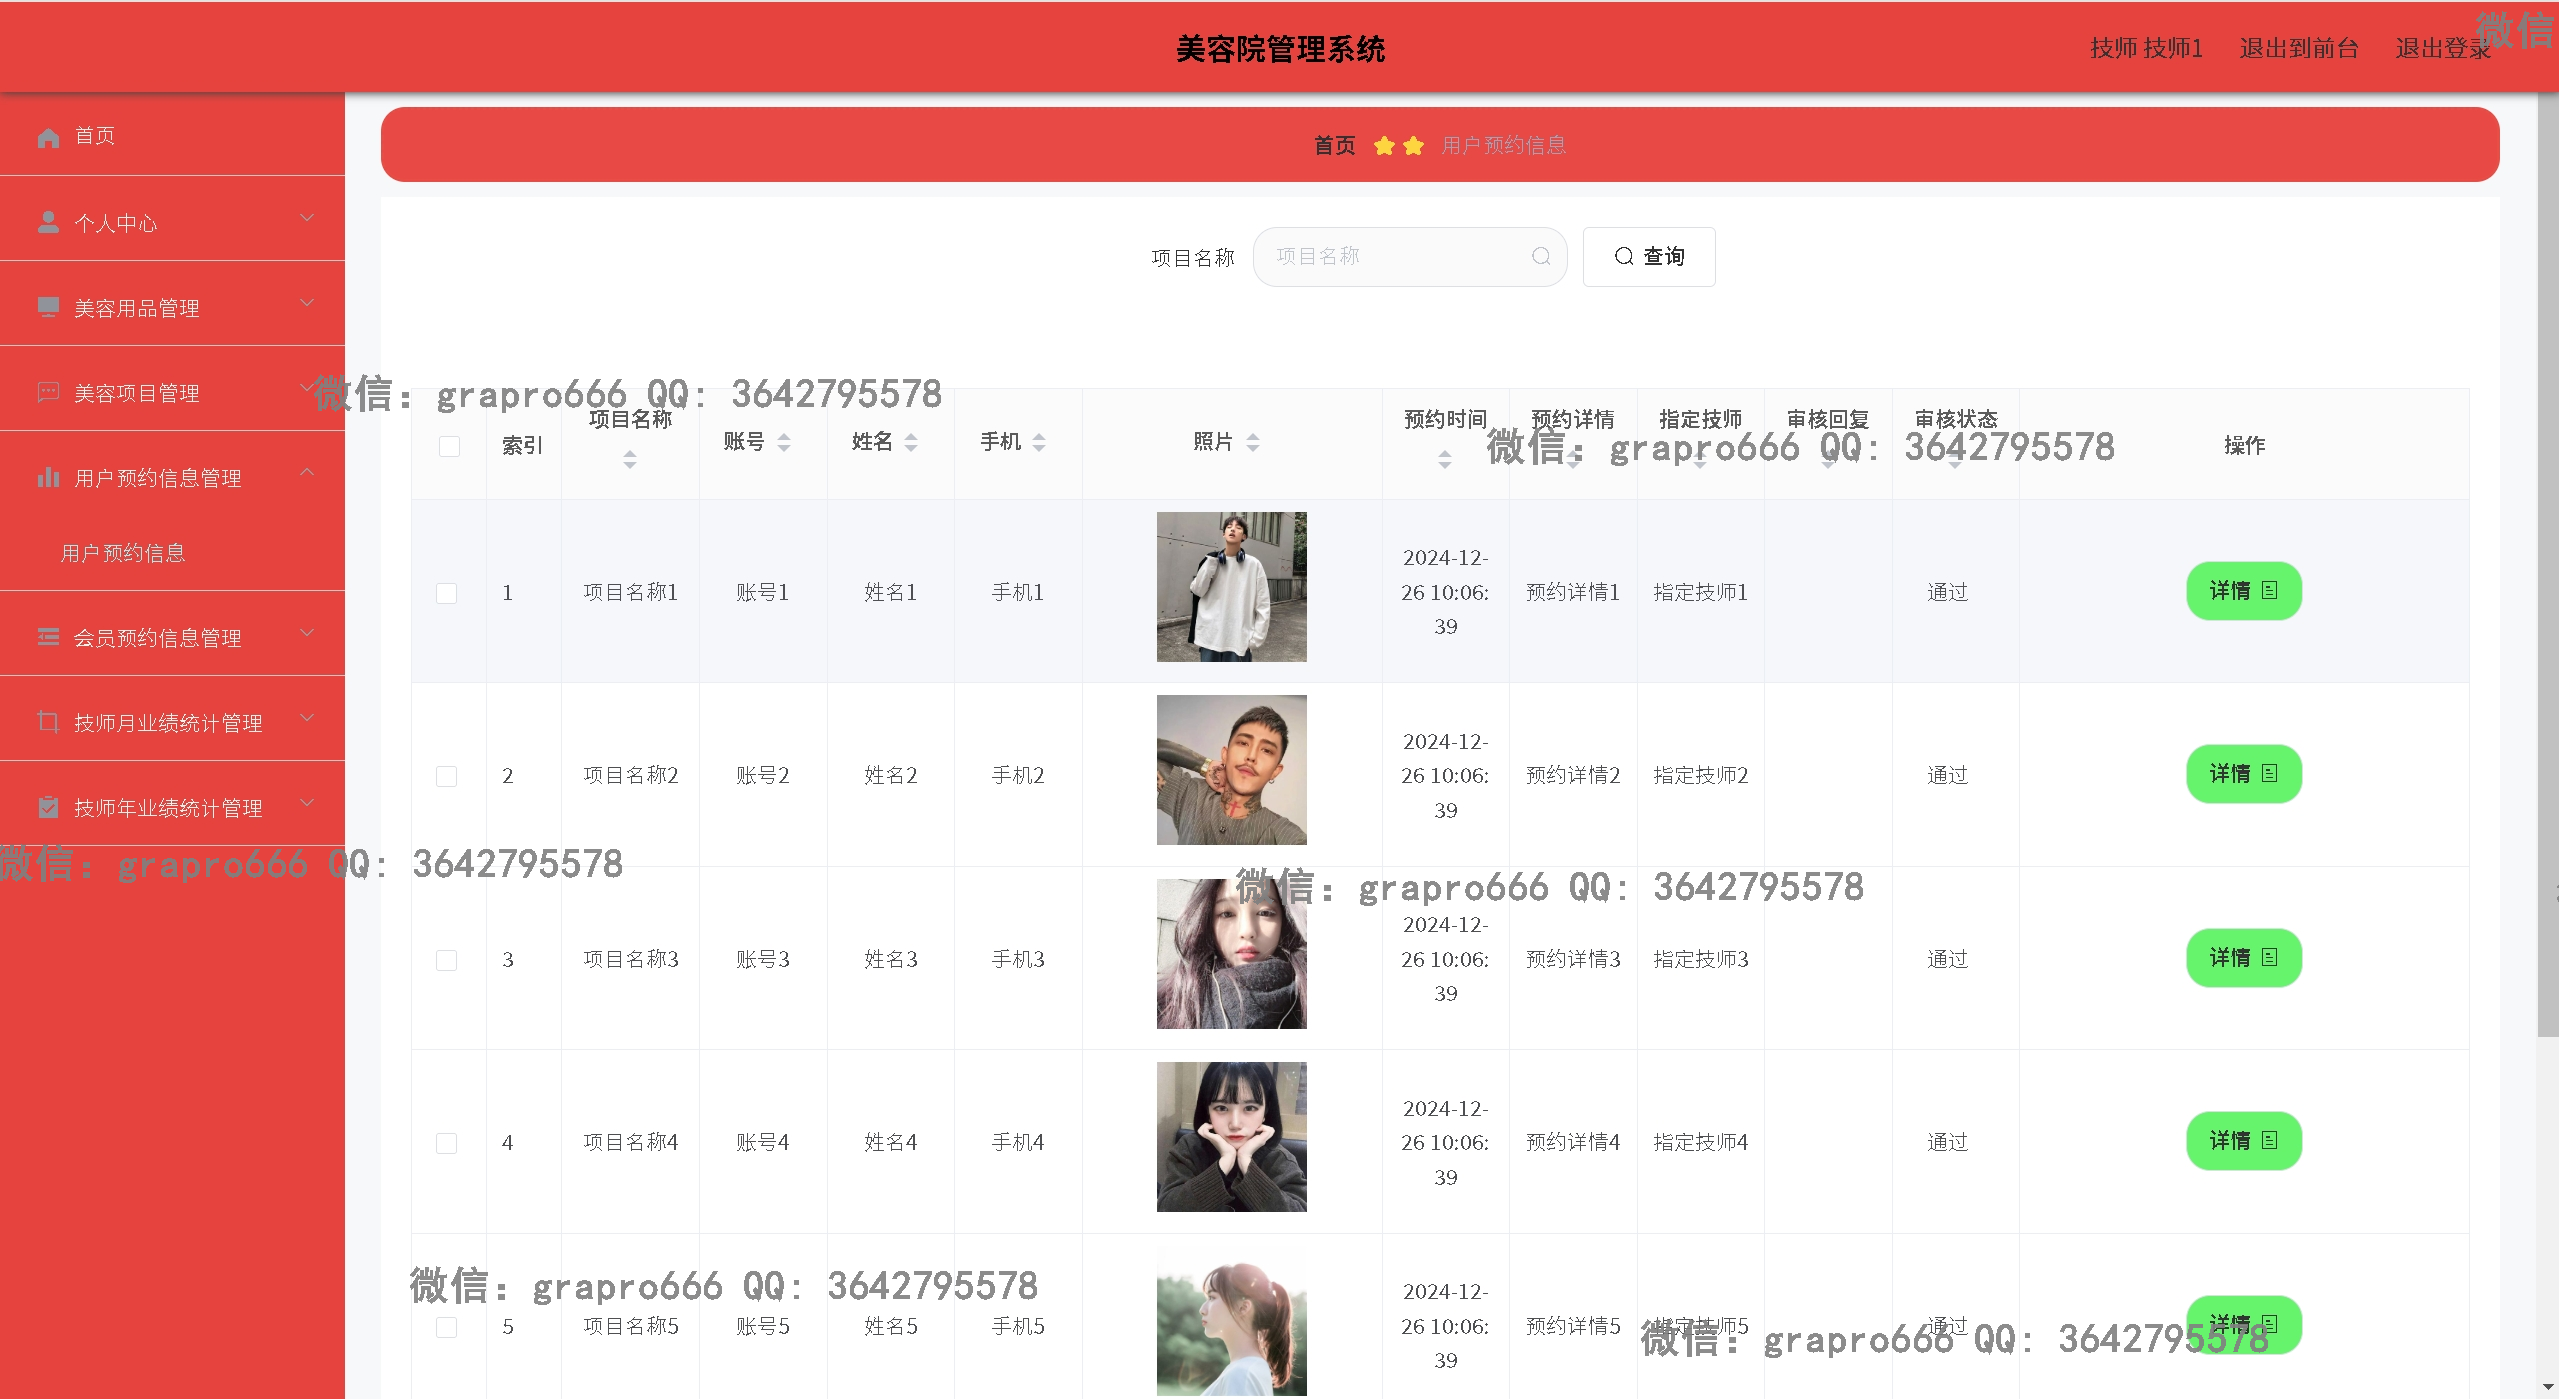 美容院管理系统
技师 技师1
退出到前台
退出登录
微信
首页
个人中心
美容用品管理
美容项目管理
用户预约信息管理
用户预约信息
会员预约信息管理
技师月业绩统计管理
技师年业绩统计管理
首页 用户预约信息
项目名称 项目名称 查询
微信: grapro666 QQ: 3642795578
索引 项目名称 账号 姓名 手机 照片 预约时间 预约详情 指定技师 审核回复 审核状态 操作
微信: grapro666 QQ: 3642795578
1 项目名称1 账号1 姓名1 手机1 2024-12-26 10:06:39 预约详情1 指定技师1 通过 详情
2 项目名称2 账号2 姓名2 手机2 2024-12-26 10:06:39 预约详情2 指定技师2 通过 详情
微信: grapro666 QQ: 3642795578
微信: grapro666 QQ: 3642795578
3 项目名称3 账号3 姓名3 手机3 2024-12-26 10:06:39 预约详情3 指定技师3 通过 详情
4 项目名称4 账号4 姓名4 手机4 2024-12-26 10:06:39 预约详情4 指定技师4 通过 详情
微信: grapro666 QQ: 3642795578
5 项目名称5 账号5 姓名5 手机5 2024-12-26 10:06:39 预约详情5 指定技师5 通过 详情
微信: grapro666 QQ: 3642795578